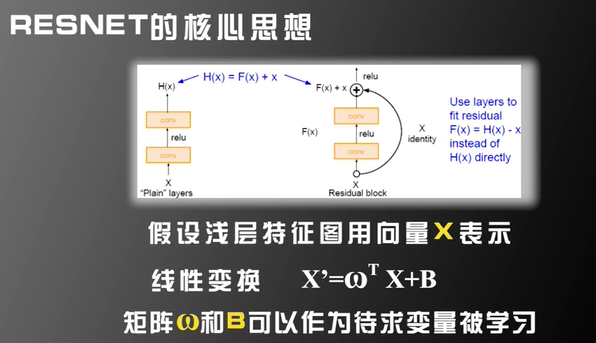 RESNET的核心思想
H(x)
H(x) = F(x) + x
F(x) + x
relu
conv
relu
conv
X
"Plain" layers
F(x)
conv
relu
conv
X
identity
X
Residual block
Use layers to
fit residual
F(x) = H(x) - x
instead of
H(x) directly
假设浅层特征图用向量X表示
线性变换 X'=ωT X+B
矩阵ω和B可以作为待求变量被学习